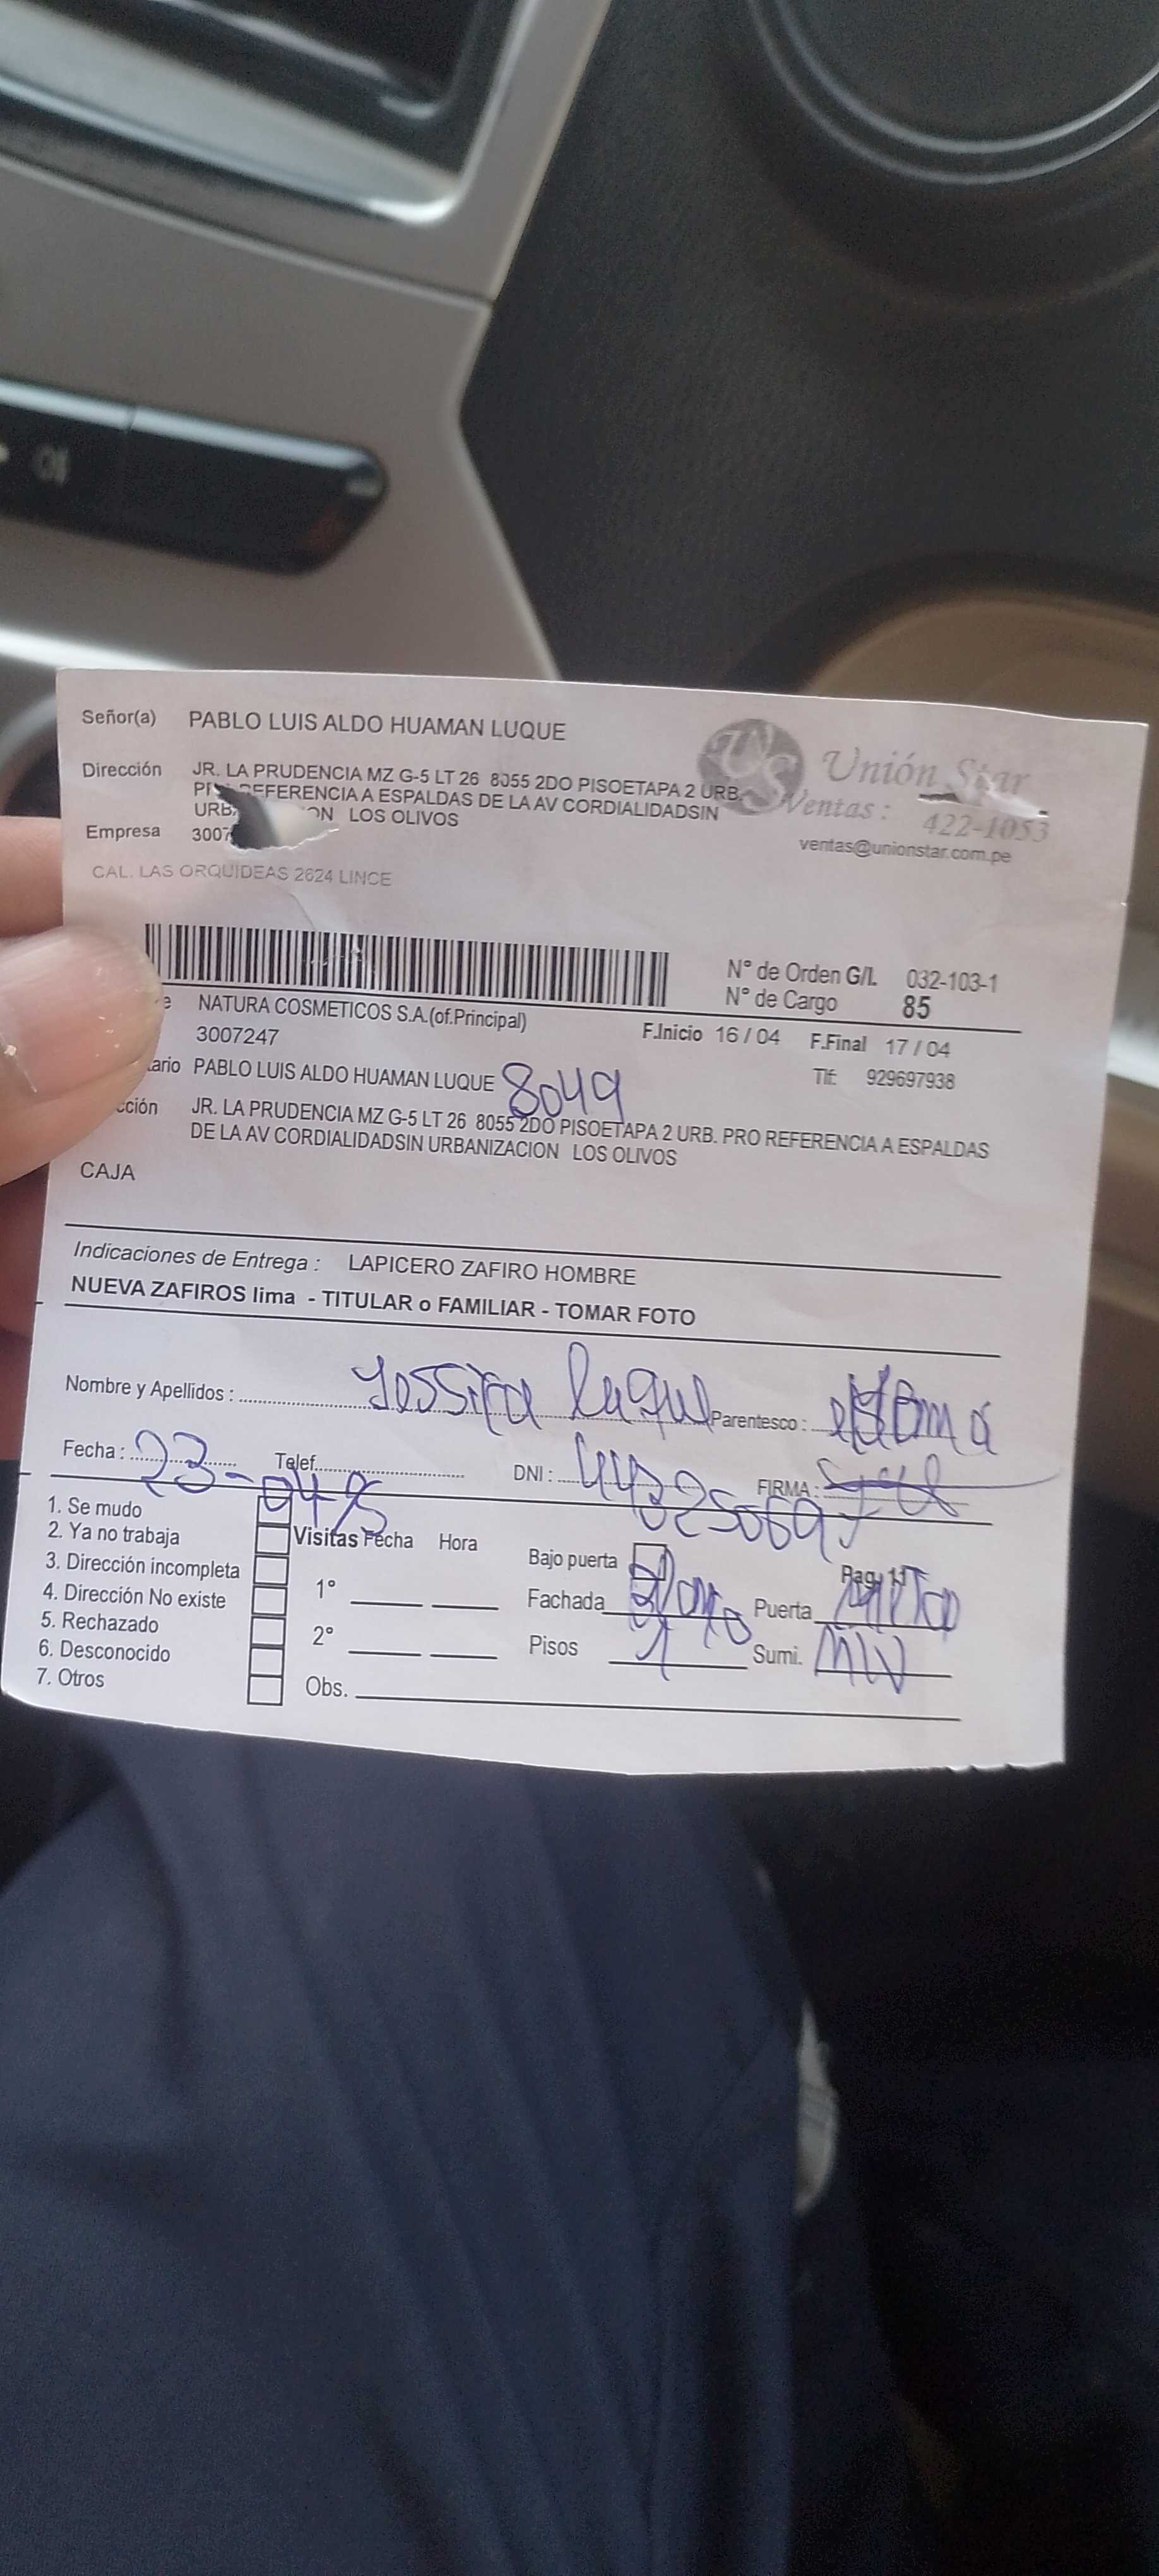 Señor(a) PABLO LUIS ALDO HUAMAN LUQUE
Unión Star
Dirección JR. LA PRUDENCIA MZ G-5 LT 26 8055 2DO PISOETAPA 2 URB.
REFERENCIA A ESPALDAS DE LA AV CORDIALIDADSIN
Ventas : 422-1053
LOS OLIVOS
Empresa
ventas@unionstar.com.pe
CAL. LAS ORQUIDEAS 2624 LINCE
N° de Orden G/L 032-103-1
N° de Cargo 85
NATURA COSMETICOS S.A.(of.Principal)
F.Inicio 16 / 04 F.Final 17 / 04
3007247
Tlf: 929697938
PABLO LUIS ALDO HUAMAN LUQUE 8049
JR. LA PRUDENCIA MZ G-5 LT 26 8055 2DO PISOETAPA 2 URB. PRO REFERENCIA A ESPALDAS
DE LA AV CORDIALIDADSIN URBANIZACION LOS OLIVOS
CAJA
Indicaciones de Entrega : LAPICERO ZAFIRO HOMBRE
NUEVA ZAFIROS lima - TITULAR o FAMILIAR - TOMAR FOTO
Nombre y Apellidos : Parentesco :
Fecha : 23-04 Telef. DNI : FIRMA :
1. Se mudo
2. Ya no trabaja
3. Dirección incompleta
4. Dirección No existe
5. Rechazado
6. Desconocido
7. Otros
Visitas Fecha Hora
1°
2°
Obs.
Bajo puerta
Fachada Puerta
Pisos Sumi.